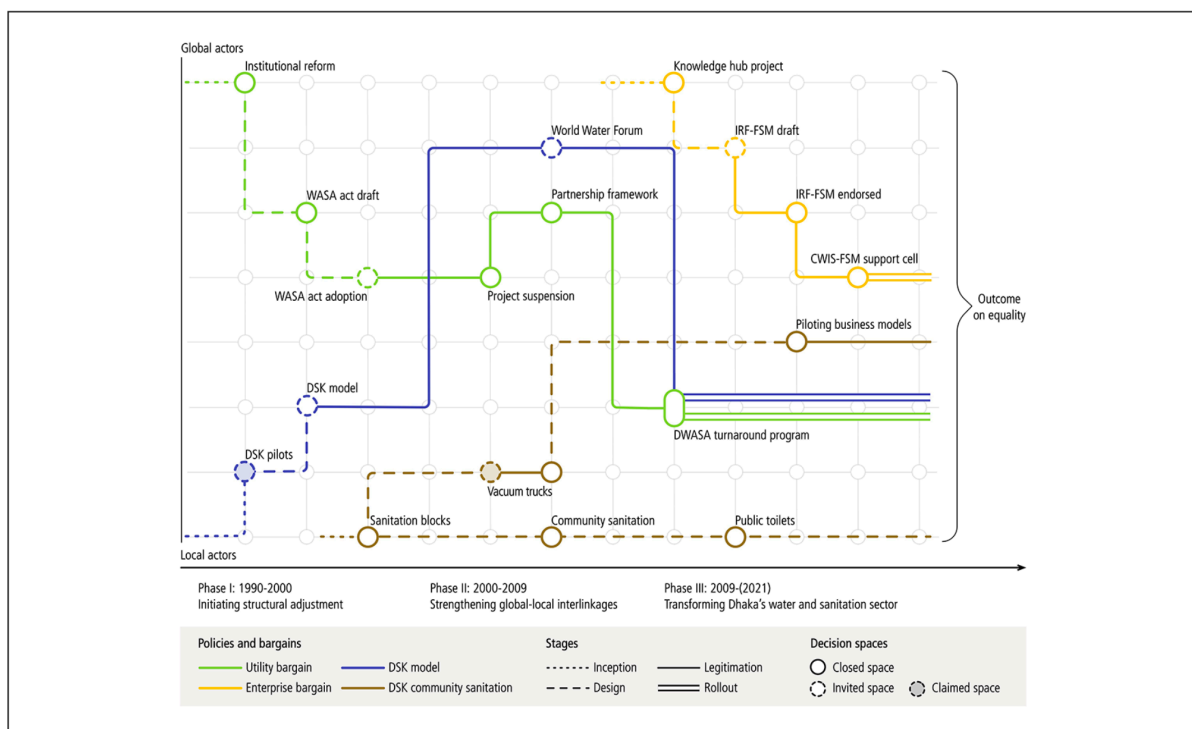 Global actors
Institutional reform
Knowledge hub project
World Water Forum
IRF-FSM draft
WASA act draft
Partnership framework
IRF-FSM endorsed
CWIS-FSM support cell
WASA act adoption
Project suspension
Outcome
on equality
Piloting business models
DSK model
DWASA turnaround program
DSK pilots
Vacuum trucks
Sanitation blocks
Community sanitation
Public toilets
Local actors
Phase I: 1990-2000
Initiating structural adjustment
Phase II: 2000-2009
Strengthening global-local interlinkages
Phase III: 2009-(2021)
Transforming Dhaka's water and sanitation sector
Policies and bargains
Utility bargain
DSK model
Enterprise bargain
DSK community sanitation
Stages
Inception
Legitimation
Design
Rollout
Decision spaces
Closed space
Invited space
Claimed space